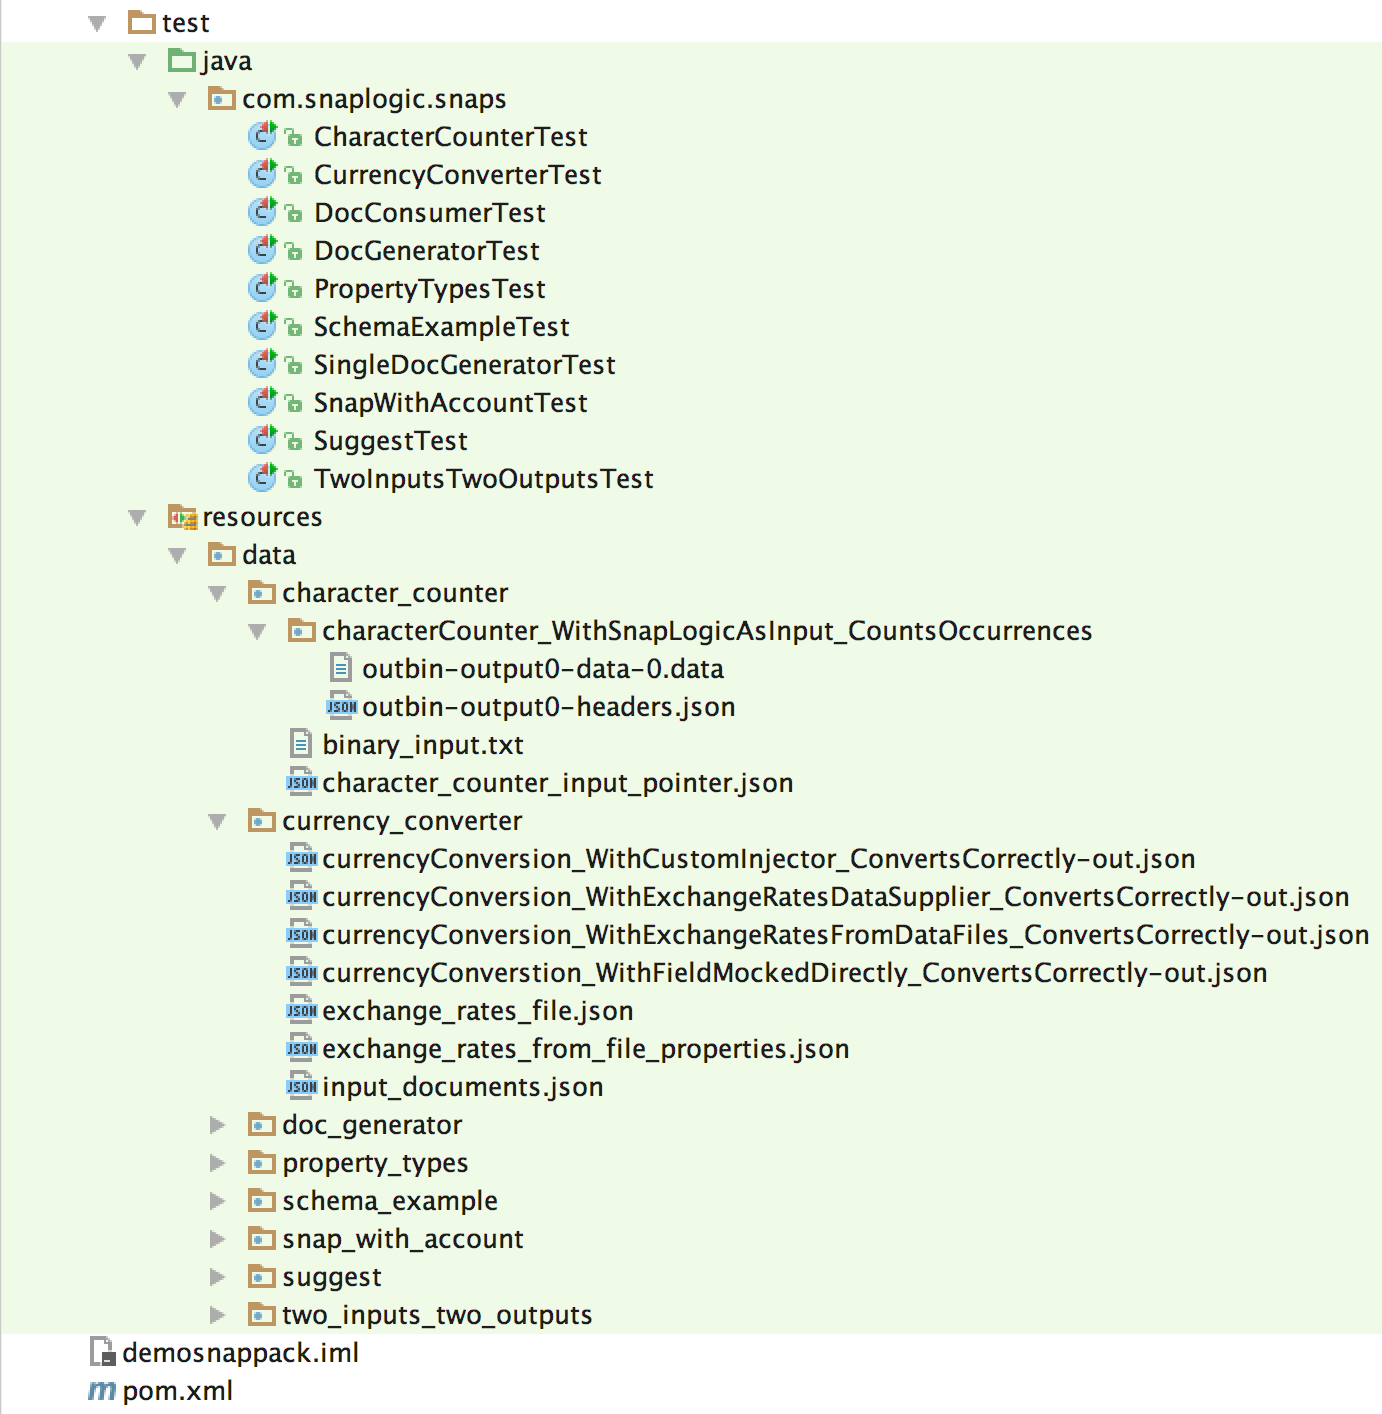 test
java
com.snaplogic.snaps
CharacterCounterTest
CurrencyConverterTest
DocConsumerTest
DocGeneratorTest
PropertyTypesTest
SchemaExampleTest
SingleDocGeneratorTest
SnapWithAccountTest
SuggestTest
TwoInputsTwoOutputsTest
resources
data
character_counter
characterCounter_WithSnapLogicAsInput_CountsOccurrences
outbin-output0-data-0.data
JSON outbin-output0-headers.json
binary_input.txt
JSON character_counter_input_pointer.json
currency_converter
JSON currencyConversion_WithCustomInjector_ConvertsCorrectly-out.json
JSON currencyConversion_WithExchangeRatesDataSupplier_ConvertsCorrectly-out.json
JSON currencyConversion_WithExchangeRatesFromDataFiles_ConvertsCorrectly-out.json
JSON currencyConverstion_WithFieldMockedDirectly_ConvertsCorrectly-out.json
JSON exchange_rates_file.json
JSON exchange_rates_from_file_properties.json
JSON input_documents.json
doc_generator
property_types
schema_example
snap_with_account
suggest
two_inputs_two_outputs
demosnappack.iml
m pom.xml